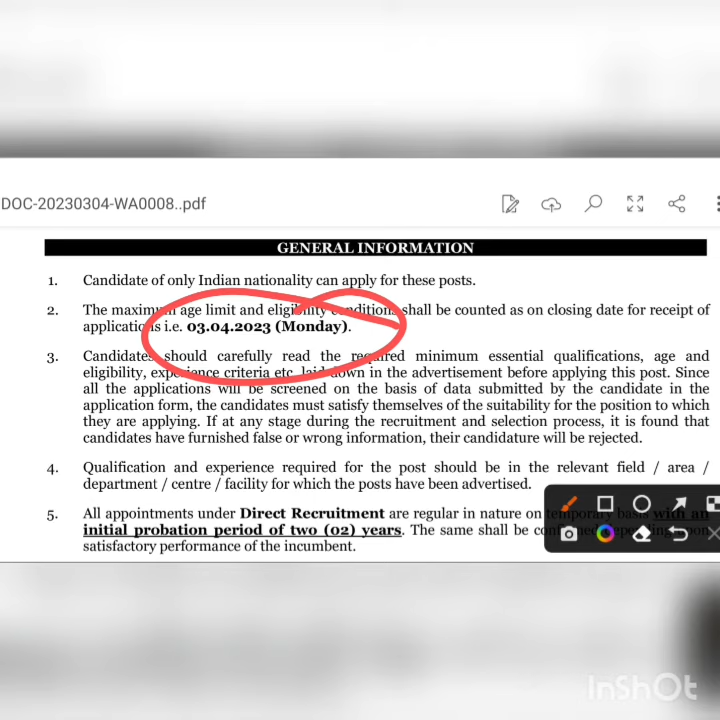 DOC-20230304-WA0008..pdf
GENERAL INFORMATION
1. Candidate of only Indian nationality can apply for these posts.
2. The maximum age limit and eligibility conditions shall be counted as on closing date for receipt of
applications i.e. 03.04.2023 (Monday).
3. Candidates should carefully read the required minimum essential qualifications, age and
eligibility, experience criteria etc. laid down in the advertisement before applying this post. Since
all the applications will be screened on the basis of data submitted by the candidate in the
application form, the candidates must satisfy themselves of the suitability for the position to which
they are applying. If at any stage during the recruitment and selection process, it is found that
candidates have furnished false or wrong information, their candidature will be rejected.
4. Qualification and experience required for the post should be in the relevant field / area /
department / centre / facility for which the posts have been advertised.
5. All appointments under Direct Recruitment are regular in nature on temporary basis with an
initial probation period of two (02) years. The same shall be confirmed depending upon
satisfactory performance of the incumbent.
InShOt